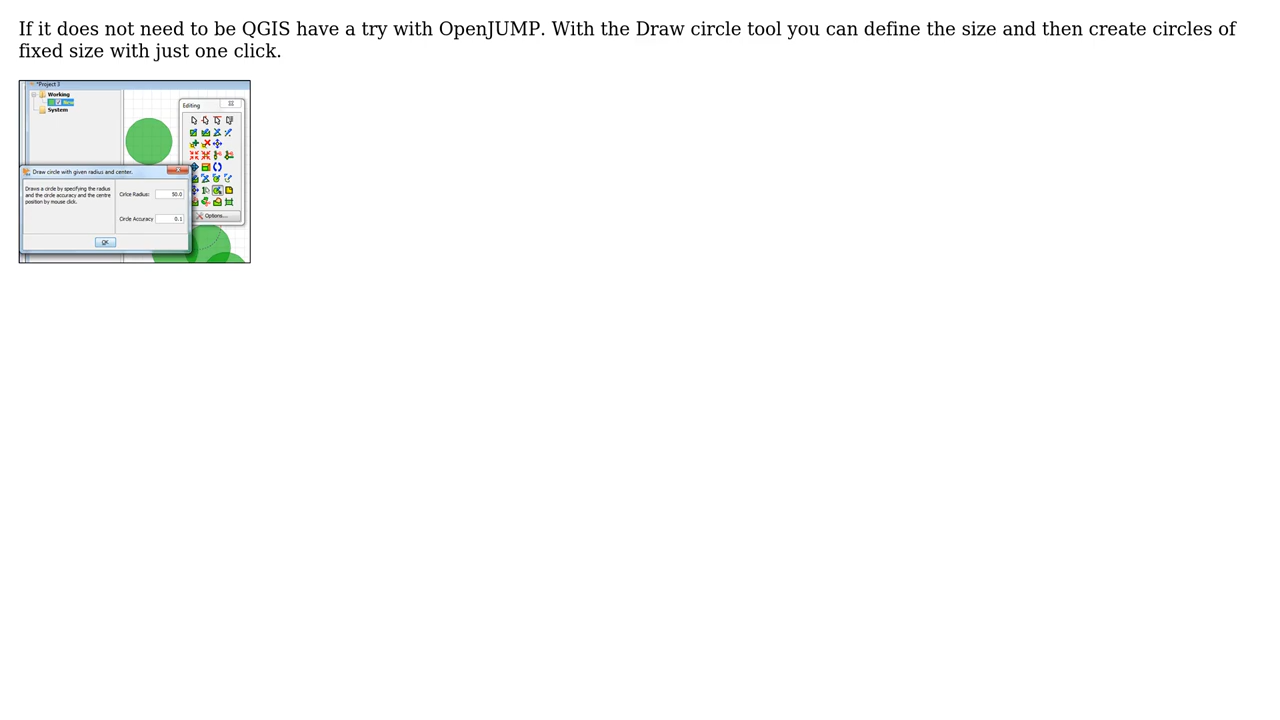 If it does not need to be QGIS have a try with OpenJUMP. With the Draw circle tool you can define the size and then create circles of
fixed size with just one click.
*Project 3
Working
New
System
Editing
Draw circle with given radius and center.
Draws a circle by specifying the radius
and the circle accuracy and the centre
position by mouse click.
Cirlce Radius: 50.0
Circle Accuracy 0.1
OK
Options...